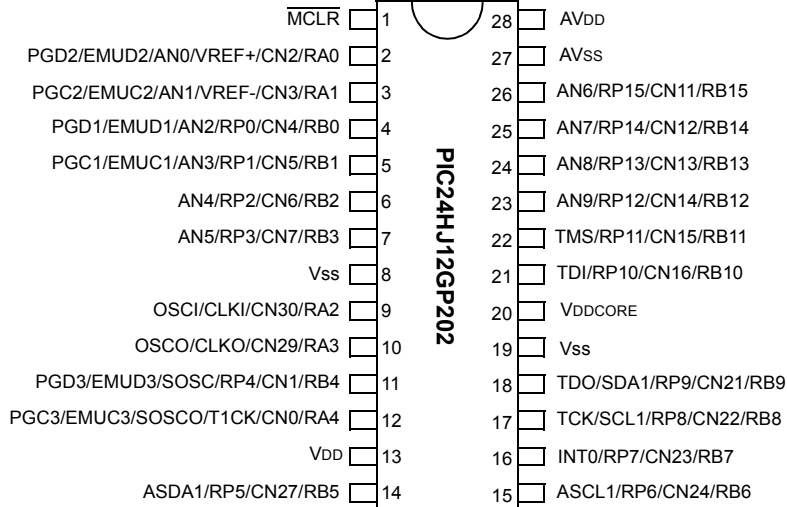 MCLR 1 28 AVDD
PGD2/EMUD2/AN0/VREF+/CN2/RA0 2 27 AVSS
PGC2/EMUC2/AN1/VREF-/CN3/RA1 3 26 AN6/RP15/CN11/RB15
PGD1/EMUD1/AN2/RP0/CN4/RB0 4 25 AN7/RP14/CN12/RB14
PGC1/EMUC1/AN3/RP1/CN5/RB1 5 24 AN8/RP13/CN13/RB13
AN4/RP2/CN6/RB2 6 23 AN9/RP12/CN14/RB12
AN5/RP3/CN7/RB3 7 22 TMS/RP11/CN15/RB11
Vss 8 21 TDI/RP10/CN16/RB10
OSCI/CLKI/CN30/RA2 9 20 VDDCORE
OSCO/CLKO/CN29/RA3 10 19 Vss
PGD3/EMUD3/SOSC/RP4/CN1/RB4 11 18 TDO/SDA1/RP9/CN21/RB9
PGC3/EMUC3/SOSCO/T1CK/CN0/RA4 12 17 TCK/SCL1/RP8/CN22/RB8
VDD 13 16 INT0/RP7/CN23/RB7
ASDA1/RP5/CN27/RB5 14 15 ASCL1/RP6/CN24/RB6
PIC24HJ12GP202